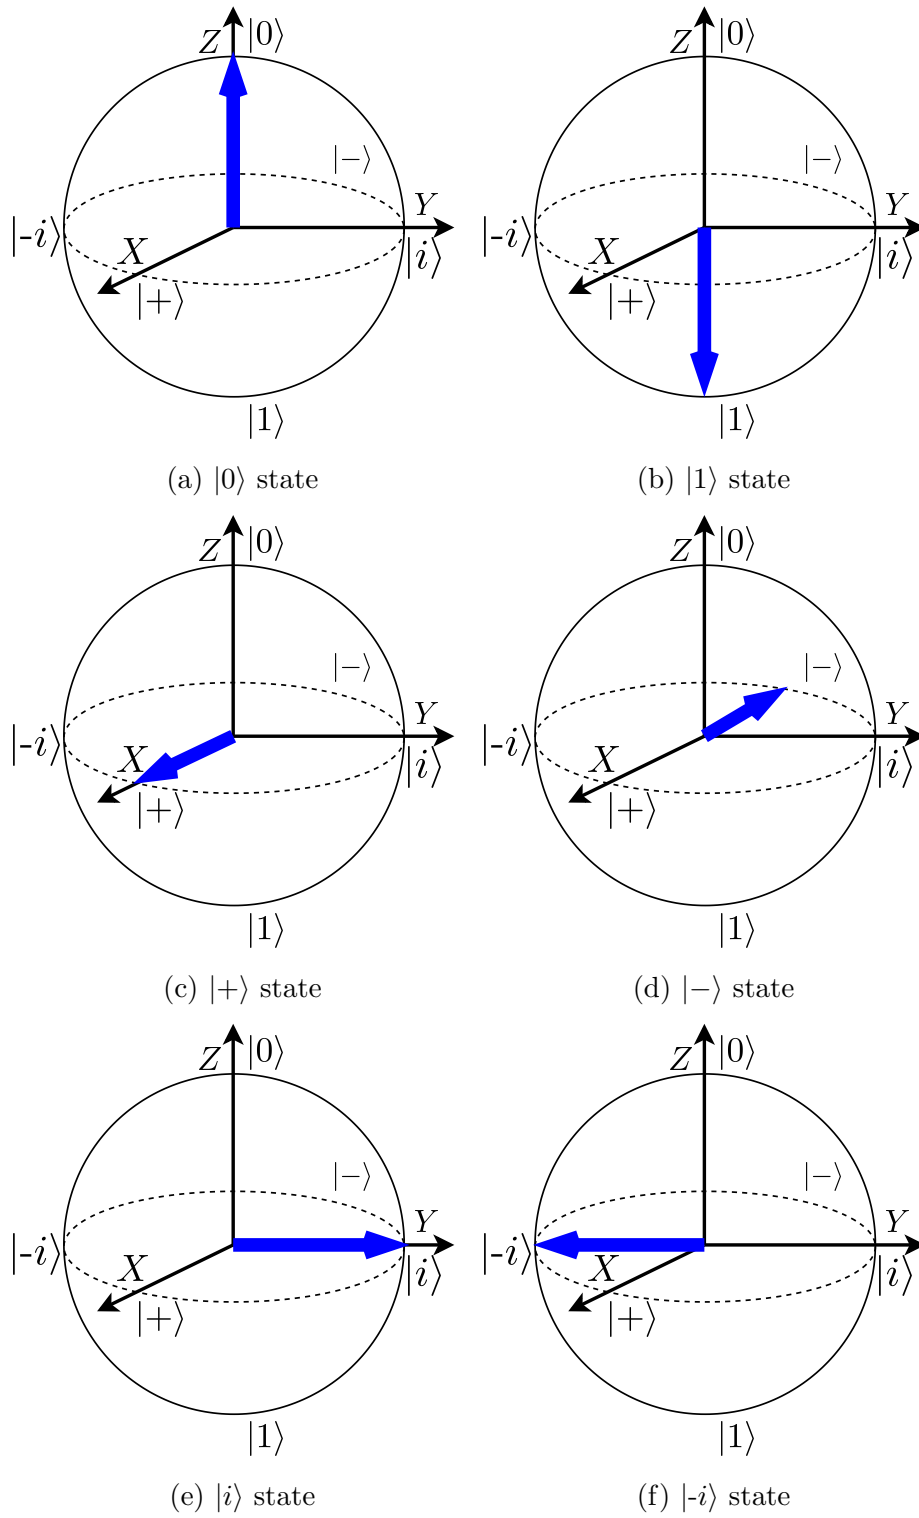 Z |0⟩ Z |0⟩
|−⟩ |−⟩
|-i⟩ X Y |-i⟩ X Y
|+⟩ |i⟩ |+⟩ |i⟩
|1⟩ |1⟩
(a) |0⟩ state (b) |1⟩ state
Z |0⟩ Z |0⟩
|−⟩ |−⟩
|-i⟩ X Y |-i⟩ X Y
|+⟩ |i⟩ |+⟩ |i⟩
|1⟩ |1⟩
(c) |+⟩ state (d) |−⟩ state
Z |0⟩ Z |0⟩
|−⟩ |−⟩
|-i⟩ X Y |-i⟩ X Y
|+⟩ |i⟩ |+⟩ |i⟩
|1⟩ |1⟩
(e) |i⟩ state (f) |-i⟩ state